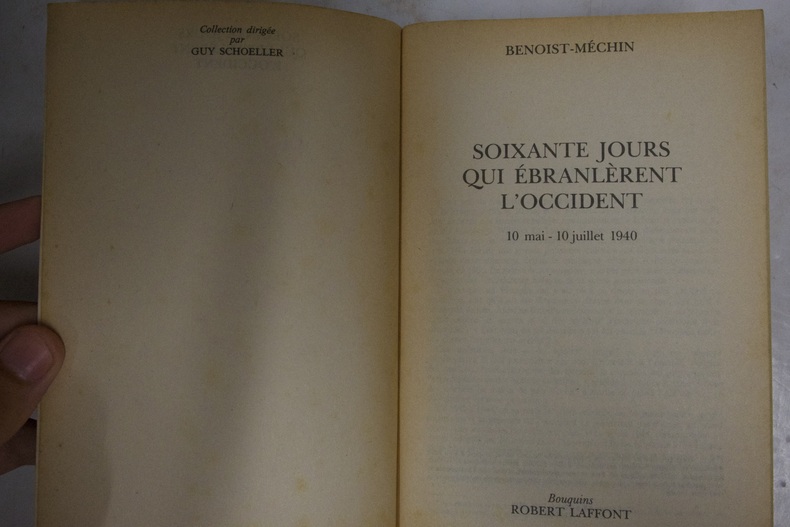 Collection dirigée
par
GUY SCHOELLER
BENOIST-MÉCHIN
SOIXANTE JOURS
QUI ÉBRANLÈRENT
L'OCCIDENT
10 mai - 10 juillet 1940
Bouquins
ROBERT LAFFONT